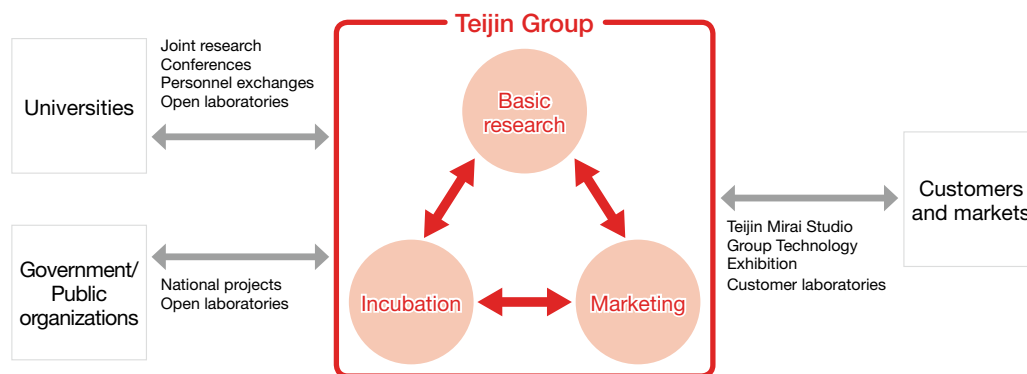 Teijin Group
Universities
Joint research
Conferences
Personnel exchanges
Open laboratories
Government/
Public
organizations
National projects
Open laboratories
Basic
research
Incubation
Marketing
Teijin Mirai Studio
Group Technology
Exhibition
Customer laboratories
Customers
and markets